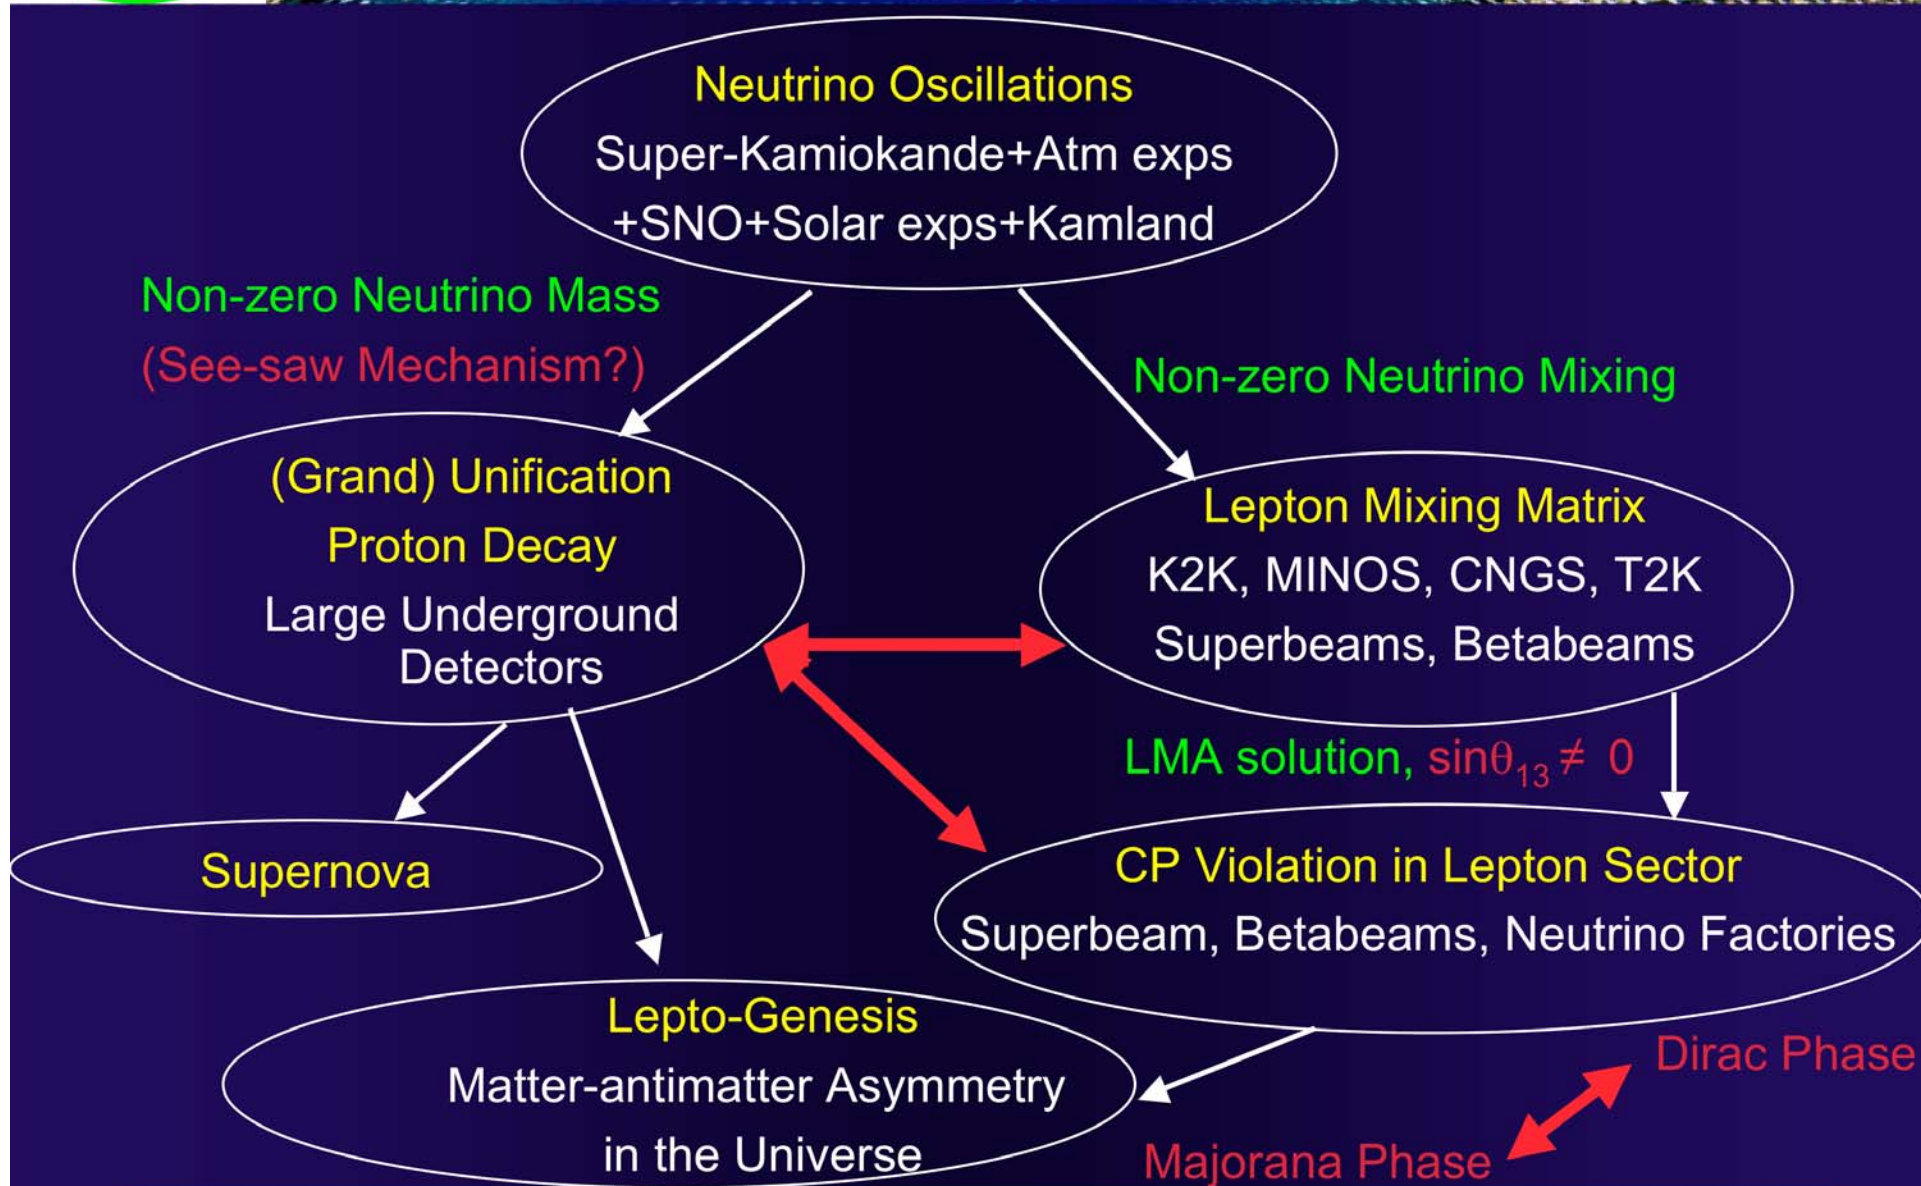 Neutrino Oscillations
Super-Kamiokande+Atm exps
+SNO+Solar exps+Kamland
Non-zero Neutrino Mass
(See-saw Mechanism?)
Non-zero Neutrino Mixing
(Grand) Unification
Proton Decay
Large Underground
Detectors
Lepton Mixing Matrix
K2K, MINOS, CNGS, T2K
Superbeams, Betabeams
LMA solution, sinθ₁₃ ≠ 0
Supernova
CP Violation in Lepton Sector
Superbeam, Betabeams, Neutrino Factories
Lepto-Genesis
Matter-antimatter Asymmetry
in the Universe
Dirac Phase
Majorana Phase